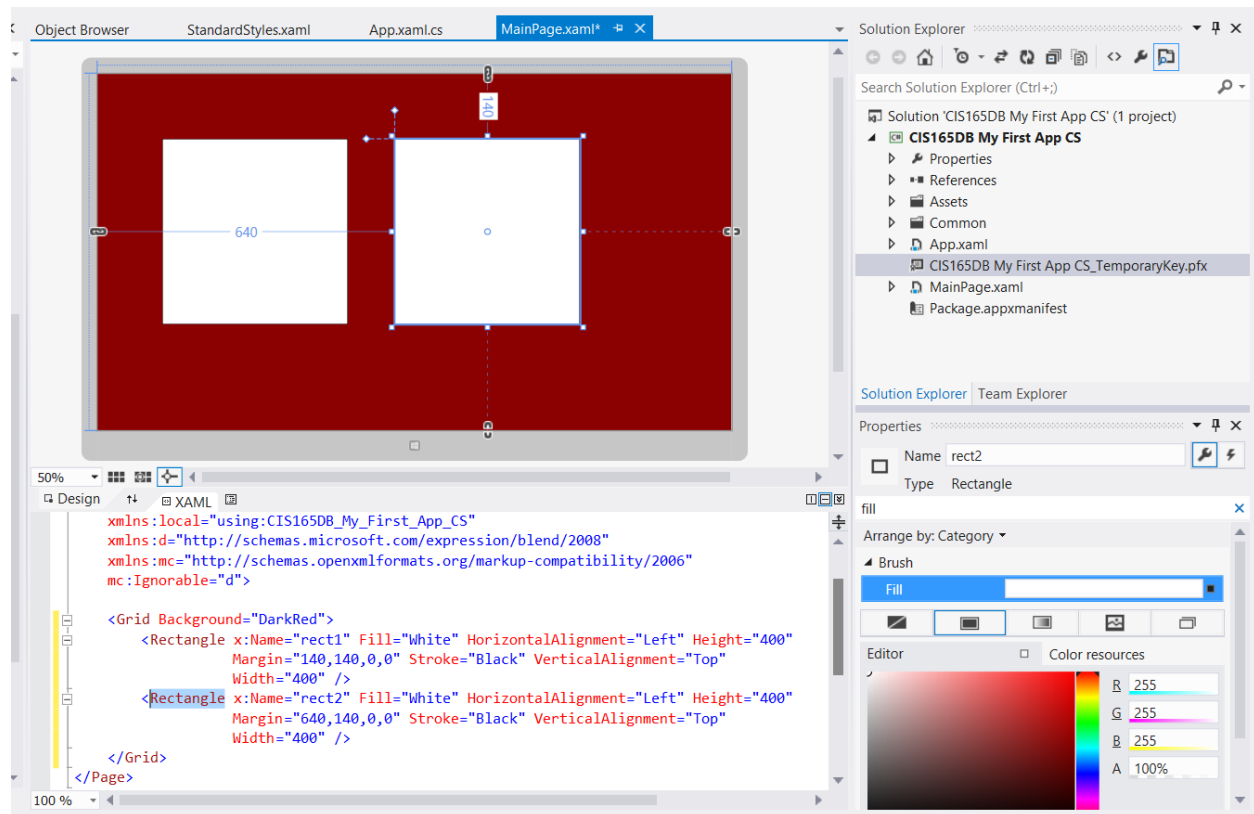 Object Browser StandardStyles.xaml App.xaml.cs MainPage.xaml*
140
640
50%
Design XAML
xmlns:local="using:CIS165DB_My_First_App_CS"
xmlns:d="http://schemas.microsoft.com/expression/blend/2008"
xmlns:mc="http://schemas.openxmlformats.org/markup-compatibility/2006"
mc:Ignorable="d">
<Grid Background="DarkRed">
<Rectangle x:Name="rect1" Fill="White" HorizontalAlignment="Left" Height="400"
Margin="140,140,0,0" Stroke="Black" VerticalAlignment="Top"
Width="400" />
<Rectangle x:Name="rect2" Fill="White" HorizontalAlignment="Left" Height="400"
Margin="640,140,0,0" Stroke="Black" VerticalAlignment="Top"
Width="400" />
</Grid>
</Page>
100 %
Solution Explorer
Search Solution Explorer (Ctrl+;)
Solution 'CIS165DB My First App CS' (1 project)
CIS165DB My First App CS
Properties
References
Assets
Common
App.xaml
CIS165DB My First App CS_TemporaryKey.pfx
MainPage.xaml
Package.appxmanifest
Solution Explorer Team Explorer
Properties
Name rect2
Type Rectangle
fill
Arrange by: Category
Brush
Fill
Editor Color resources
R 255
G 255
B 255
A 100%